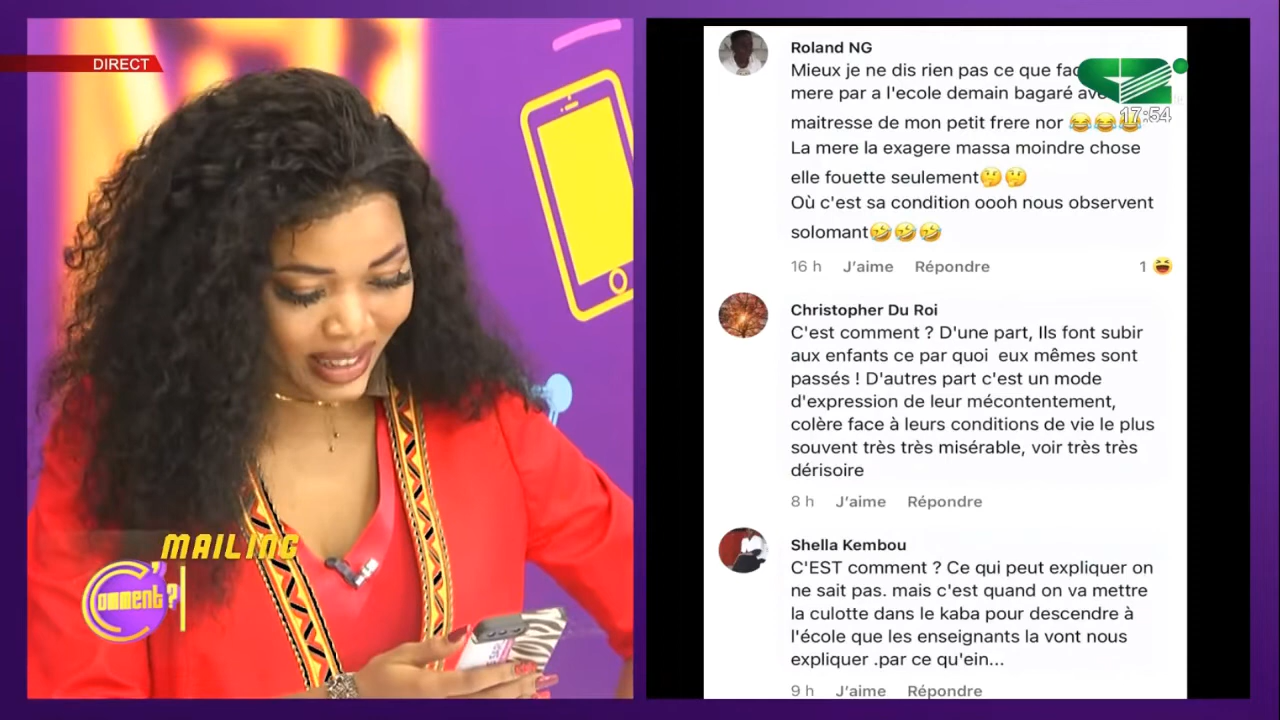 DIRECT
MAILING
C'
omment ?
Roland NG
Mieux je ne dis rien pas ce que
mere par a l'ecole demain bagaré
17:54
maitresse de mon petit frere nor 😂😂😂
La mere la exagere massa moindre chose
elle fouette seulement🤔🤔
Où c'est sa condition oooh nous observent
solomant🤣🤣🤣
16 h J'aime Répondre 1 😆
Christopher Du Roi
C'est comment ? D'une part, Ils font subir
aux enfants ce par quoi eux mêmes sont
passés ! D'autres part c'est un mode
d'expression de leur mécontentement,
colère face à leurs conditions de vie le plus
souvent très très misérable, voir très très
dérisoire
8 h J'aime Répondre
Shella Kembou
C'EST comment ? Ce qui peut expliquer on
ne sait pas. mais c'est quand on va mettre
la culotte dans le kaba pour descendre à
l'école que les enseignants la vont nous
expliquer .par ce qu'ein...
9 h J'aime Répondre